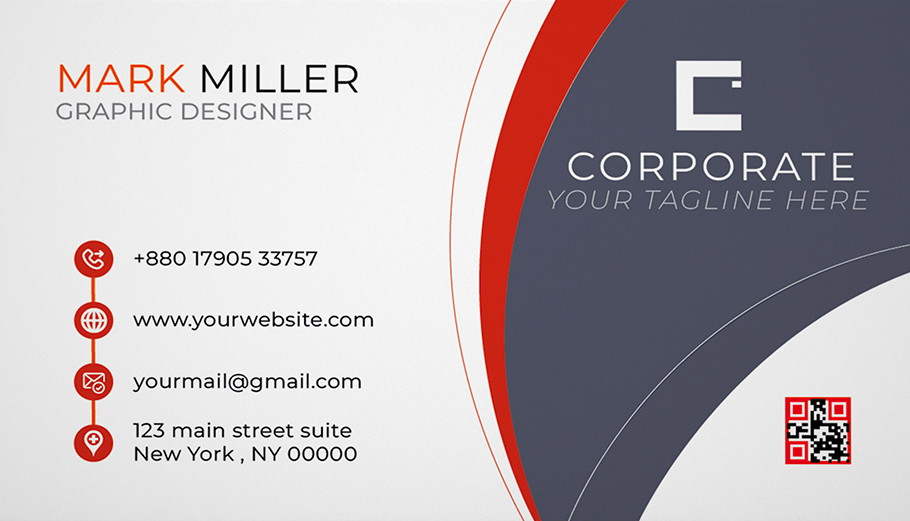 MARK MILLER
GRAPHIC DESIGNER
+880 17905 33757
www.yourwebsite.com
yourmail@gmail.com
123 main street suite
New York , NY 00000
CORPORATE
YOUR TAGLINE HERE